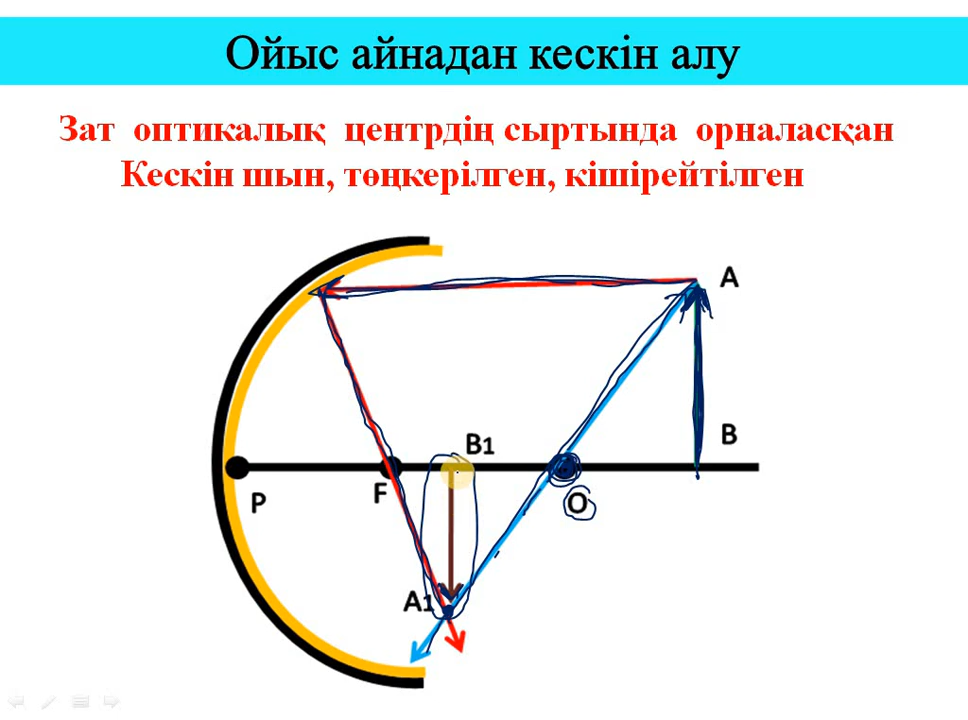 Ойыс айнадан кескін алу
Зат оптикалық центрдің сыртында орналасқан
Кескін шын, төңкерілген, кішірейтілген
A
B
B1
P
F
O
A1